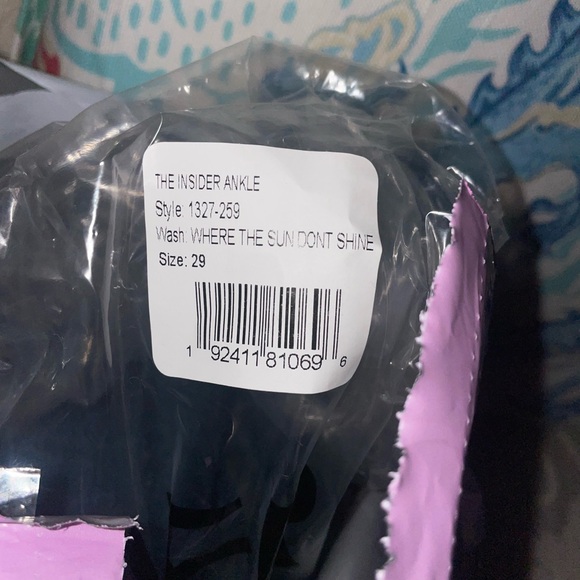 THE INSIDER ANKLE
Style: 1327-259
Wash: WHERE THE SUN DONT SHINE
Size: 29
1 92411 81069 6